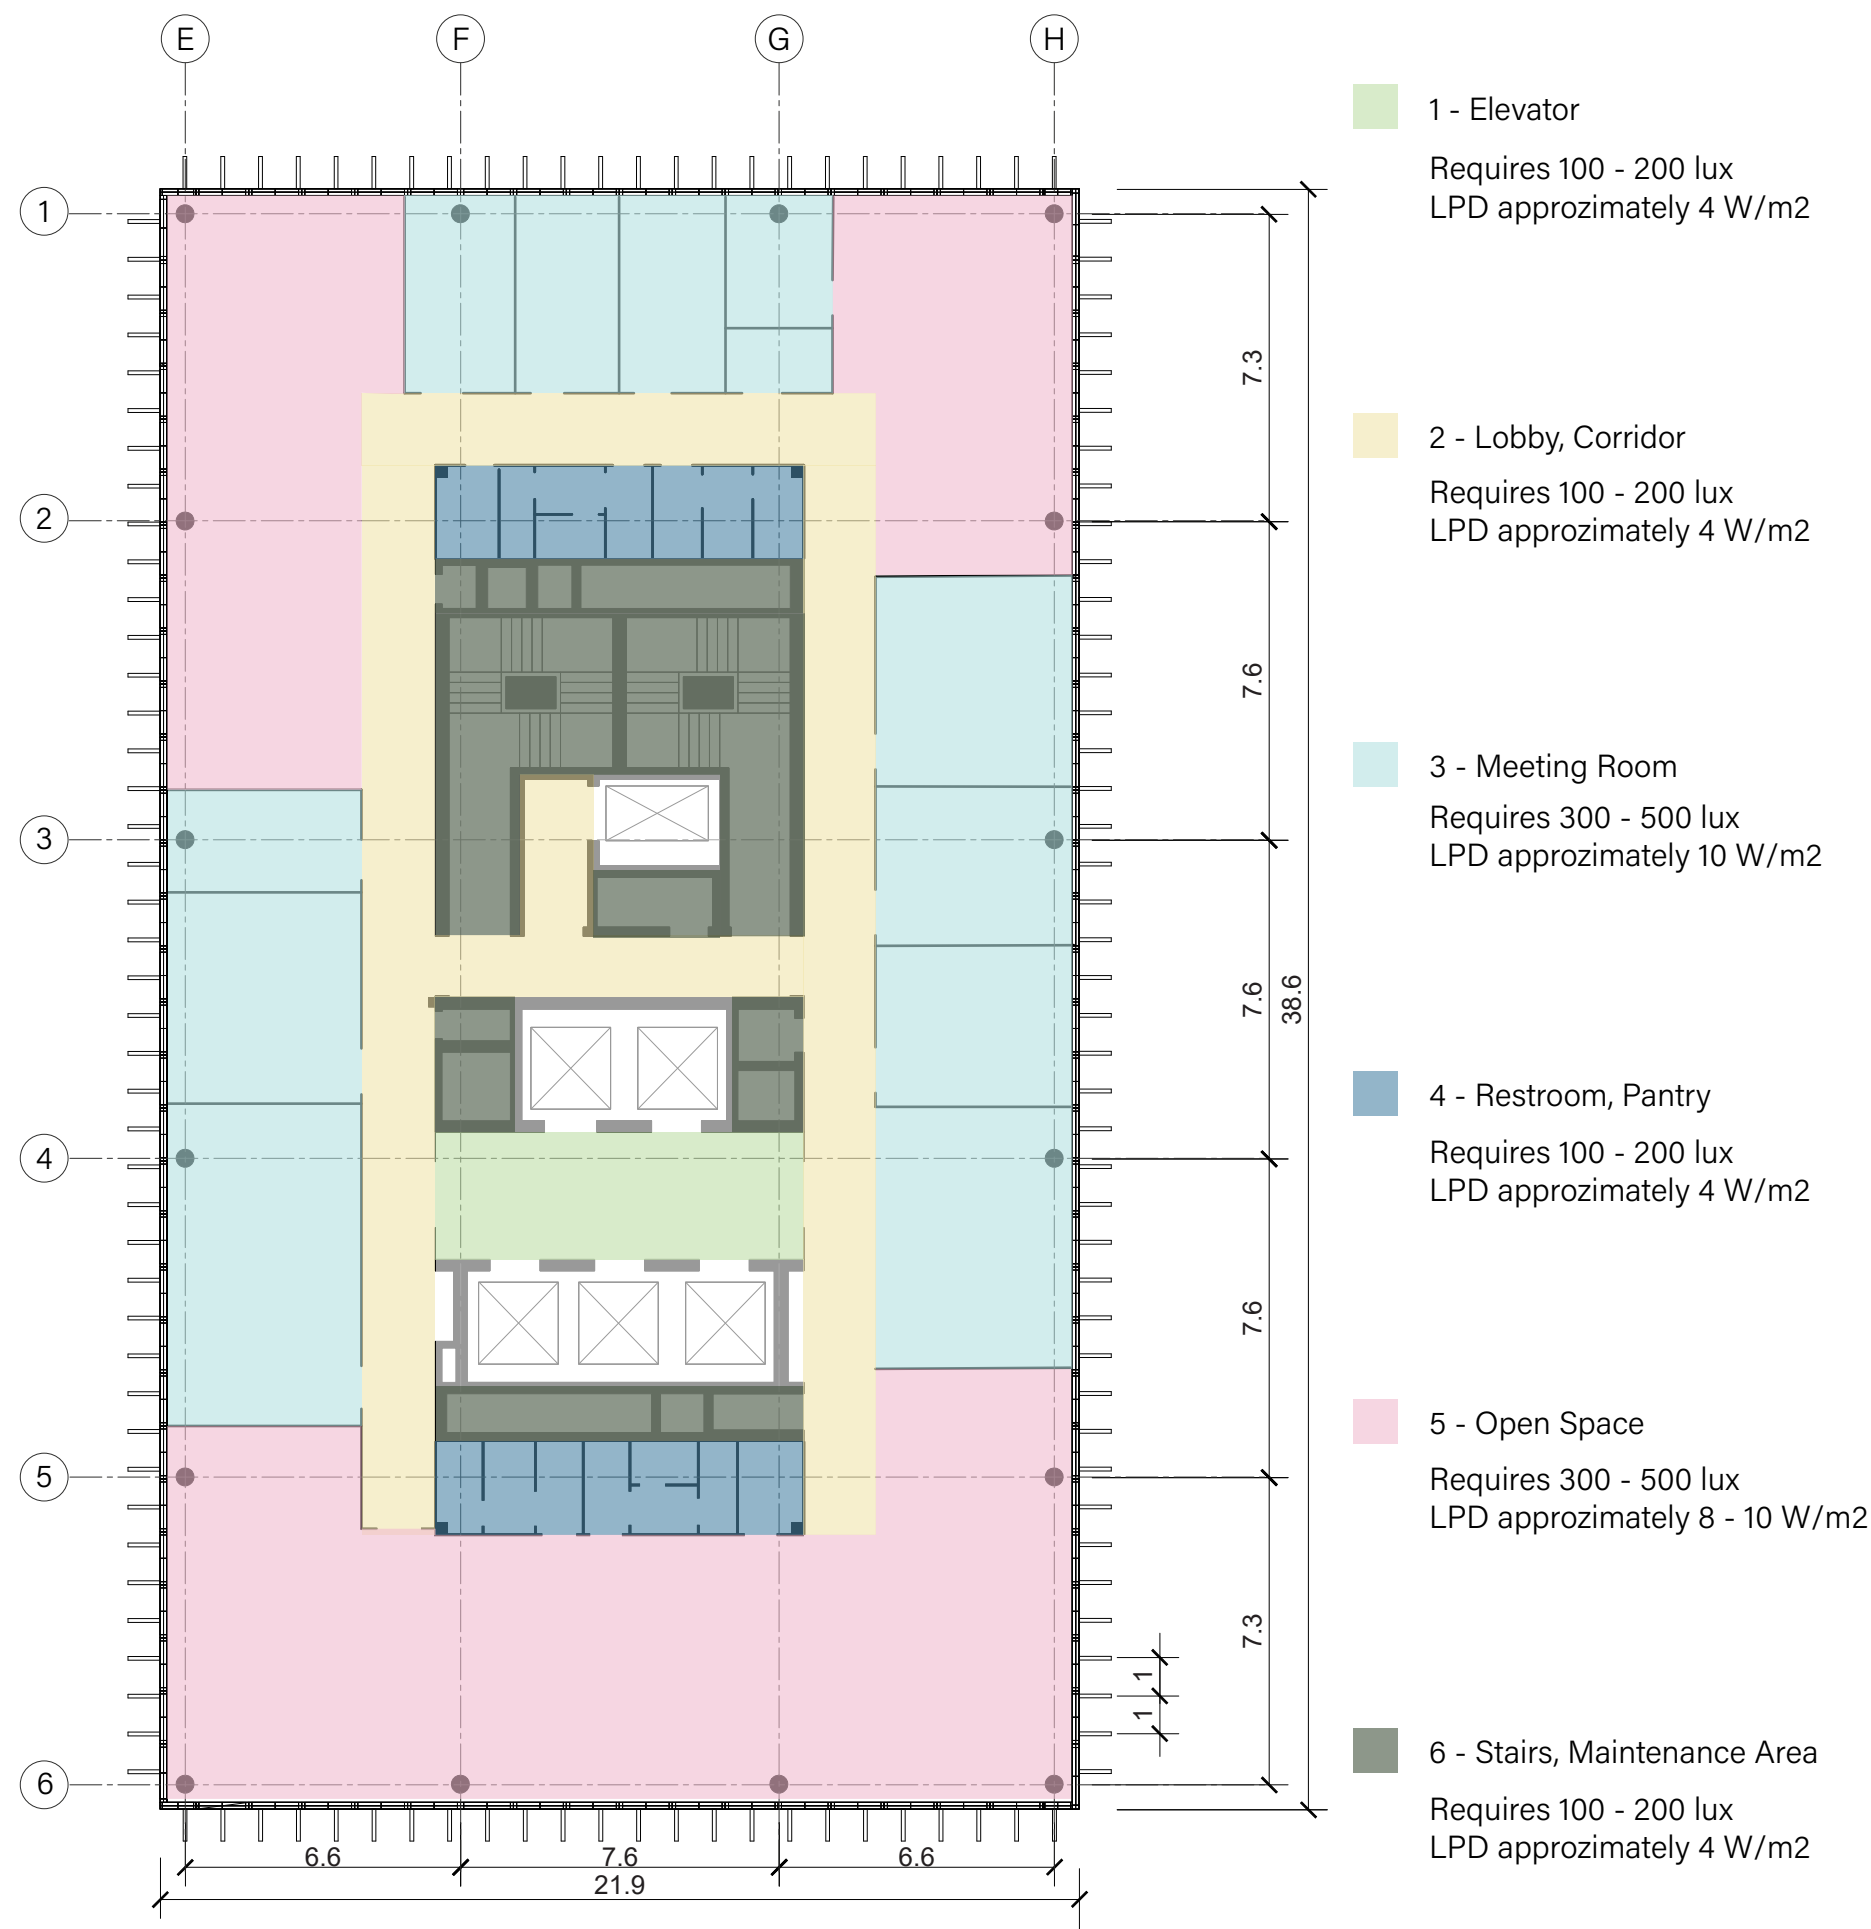 E
F
G
H
1
2
3
4
5
6
7.3
7.6
7.6
38.6
7.6
7.3
1
1
6.6
7.6
6.6
21.9
1 - Elevator
Requires 100 - 200 lux
LPD approzimately 4 W/m2
2 - Lobby, Corridor
Requires 100 - 200 lux
LPD approzimately 4 W/m2
3 - Meeting Room
Requires 300 - 500 lux
LPD approzimately 10 W/m2
4 - Restroom, Pantry
Requires 100 - 200 lux
LPD approzimately 4 W/m2
5 - Open Space
Requires 300 - 500 lux
LPD approzimately 8 - 10 W/m2
6 - Stairs, Maintenance Area
Requires 100 - 200 lux
LPD approzimately 4 W/m2